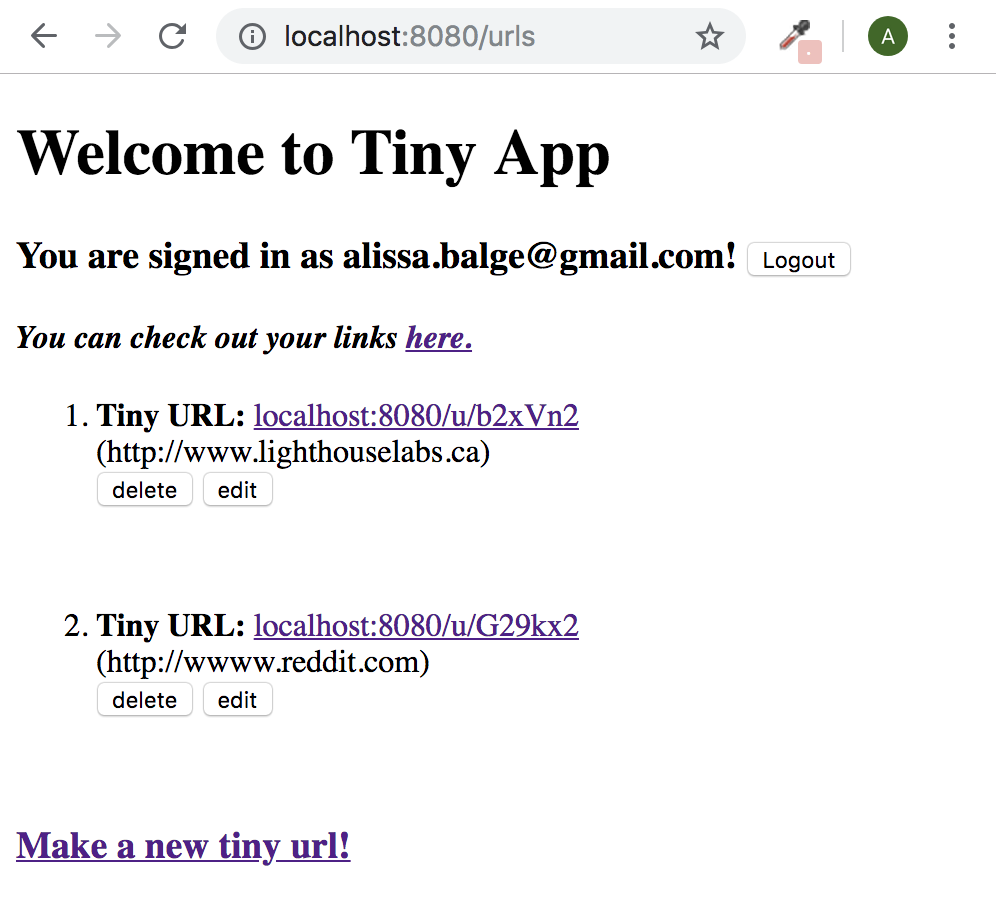 localhost:8080/urls
A
Welcome to Tiny App
You are signed in as alissa.balge@gmail.com! Logout
You can check out your links here.
1. Tiny URL: localhost:8080/u/b2xVn2
(http://www.lighthouselabs.ca)
delete edit
2. Tiny URL: localhost:8080/u/G29kx2
(http://wwww.reddit.com)
delete edit
Make a new tiny url!